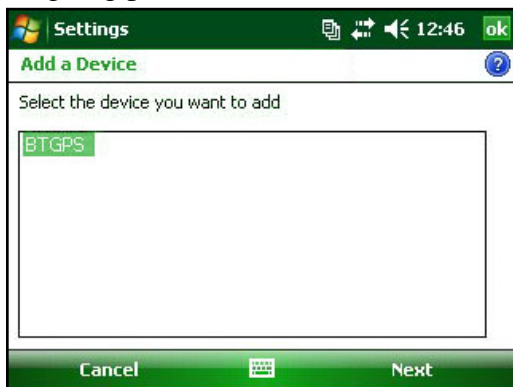 Settings 12:46 ok
Add a Device ?
Select the device you want to add
BTGPS
Cancel Next